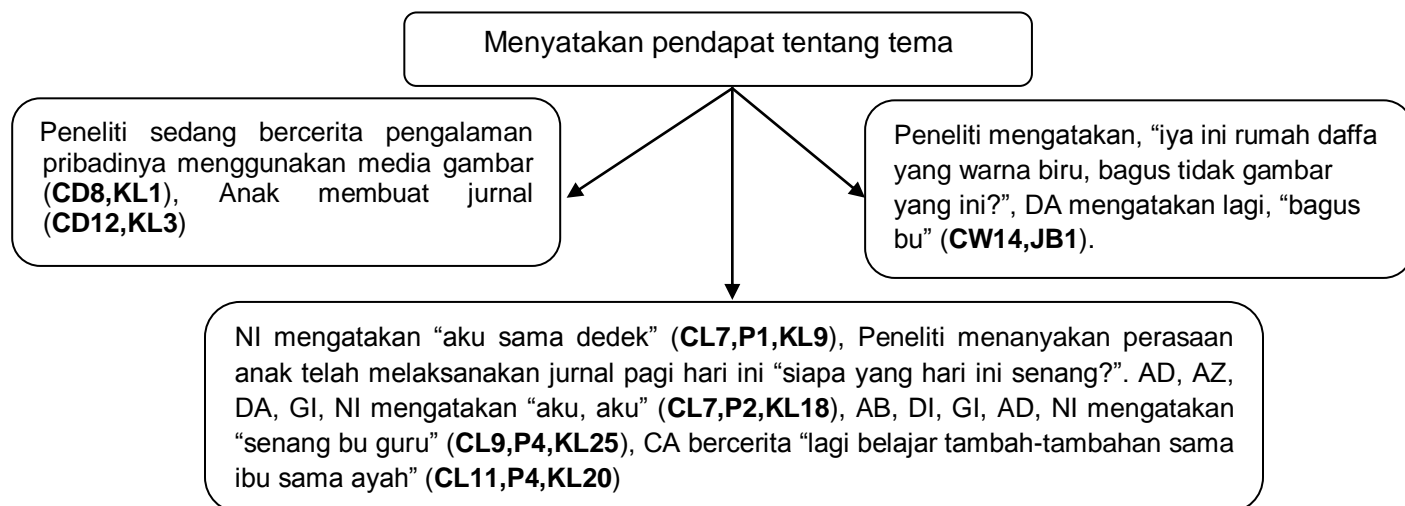 Menyatakan pendapat tentang tema
Peneliti sedang bercerita pengalaman
pribadinya menggunakan media gambar
(CD8,KL1), Anak membuat jurnal
(CD12,KL3)
Peneliti mengatakan, “iya ini rumah daffa
yang warna biru, bagus tidak gambar
yang ini?”, DA mengatakan lagi, “bagus
bu” (CW14,JB1).
NI mengatakan “aku sama dedek” (CL7,P1,KL9), Peneliti menanyakan perasaan
anak telah melaksanakan jurnal pagi hari ini “siapa yang hari ini senang?”. AD, AZ,
DA, GI, NI mengatakan “aku, aku” (CL7,P2,KL18), AB, DI, GI, AD, NI mengatakan
“senang bu guru” (CL9,P4,KL25), CA bercerita “lagi belajar tambah-tambahan sama
ibu sama ayah” (CL11,P4,KL20)